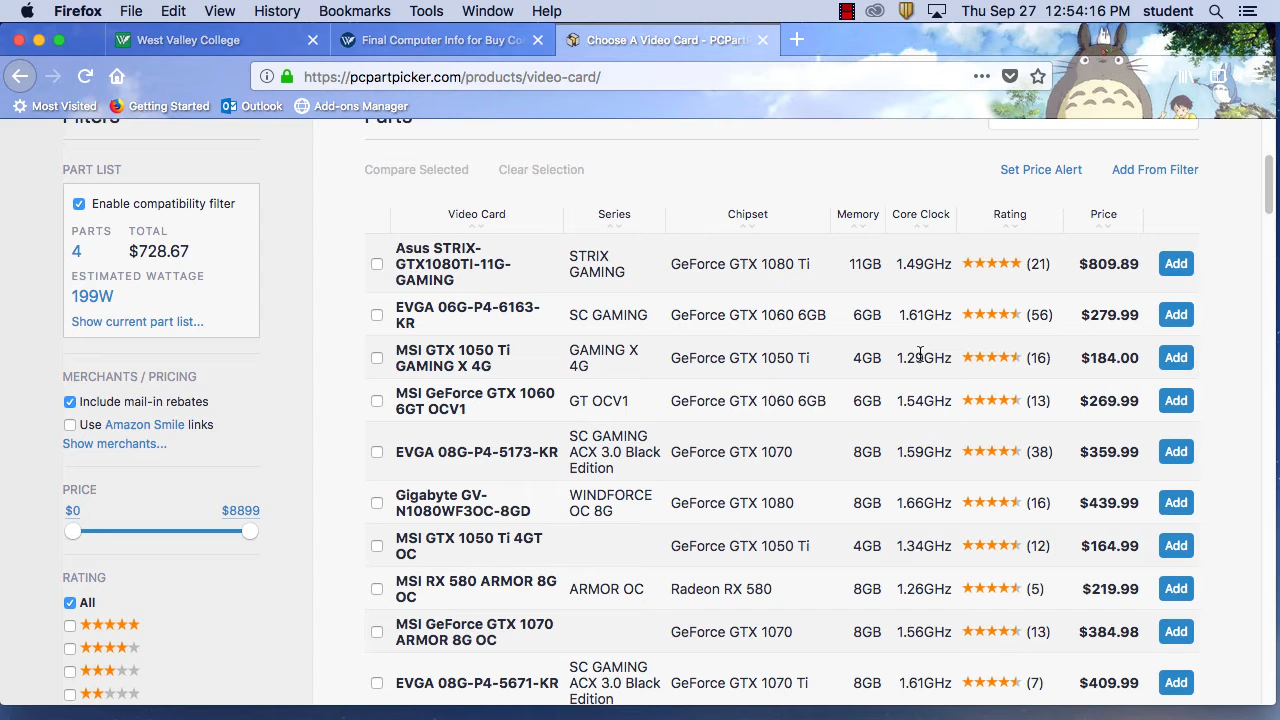 Firefox File Edit View History Bookmarks Tools Window Help Thu Sep 27 12:54:16 PM student
West Valley College Final Computer Info for Buy Co Choose A Video Card - PCPart
https://pcpartpicker.com/products/video-card/
Most Visited Getting Started Outlook Add-ons Manager
Filters Parts
PART LIST Compare Selected Clear Selection Set Price Alert Add From Filter
Enable compatibility filter
PARTS TOTAL
4 $728.67
ESTIMATED WATTAGE
199W
Show current part list...
MERCHANTS / PRICING
Include mail-in rebates
Use Amazon Smile links
Show merchants...
PRICE
$0 $8899
RATING
All
Video Card Series Chipset Memory Core Clock Rating Price
Asus STRIX-
GTX1080TI-11G-
GAMING
STRIX
GAMING
GeForce GTX 1080 Ti 11GB 1.49GHz (21) $809.89 Add
EVGA 06G-P4-6163-
KR
SC GAMING GeForce GTX 1060 6GB 6GB 1.61GHz (56) $279.99 Add
MSI GTX 1050 Ti
GAMING X 4G
GAMING X
4G
GeForce GTX 1050 Ti 4GB 1.29GHz (16) $184.00 Add
MSI GeForce GTX 1060
6GT OCV1
GT OCV1 GeForce GTX 1060 6GB 6GB 1.54GHz (13) $269.99 Add
EVGA 08G-P4-5173-KR
SC GAMING
ACX 3.0 Black
Edition
GeForce GTX 1070 8GB 1.59GHz (38) $359.99 Add
Gigabyte GV-
N1080WF3OC-8GD
WINDFORCE
OC 8G
GeForce GTX 1080 8GB 1.66GHz (16) $439.99 Add
MSI GTX 1050 Ti 4GT
OC
GeForce GTX 1050 Ti 4GB 1.34GHz (12) $164.99 Add
MSI RX 580 ARMOR 8G
OC
ARMOR OC Radeon RX 580 8GB 1.26GHz (5) $219.99 Add
MSI GeForce GTX 1070
ARMOR 8G OC
GeForce GTX 1070 8GB 1.56GHz (13) $384.98 Add
EVGA 08G-P4-5671-KR
SC GAMING
ACX 3.0 Black
Edition
GeForce GTX 1070 Ti 8GB 1.61GHz (7) $409.99 Add